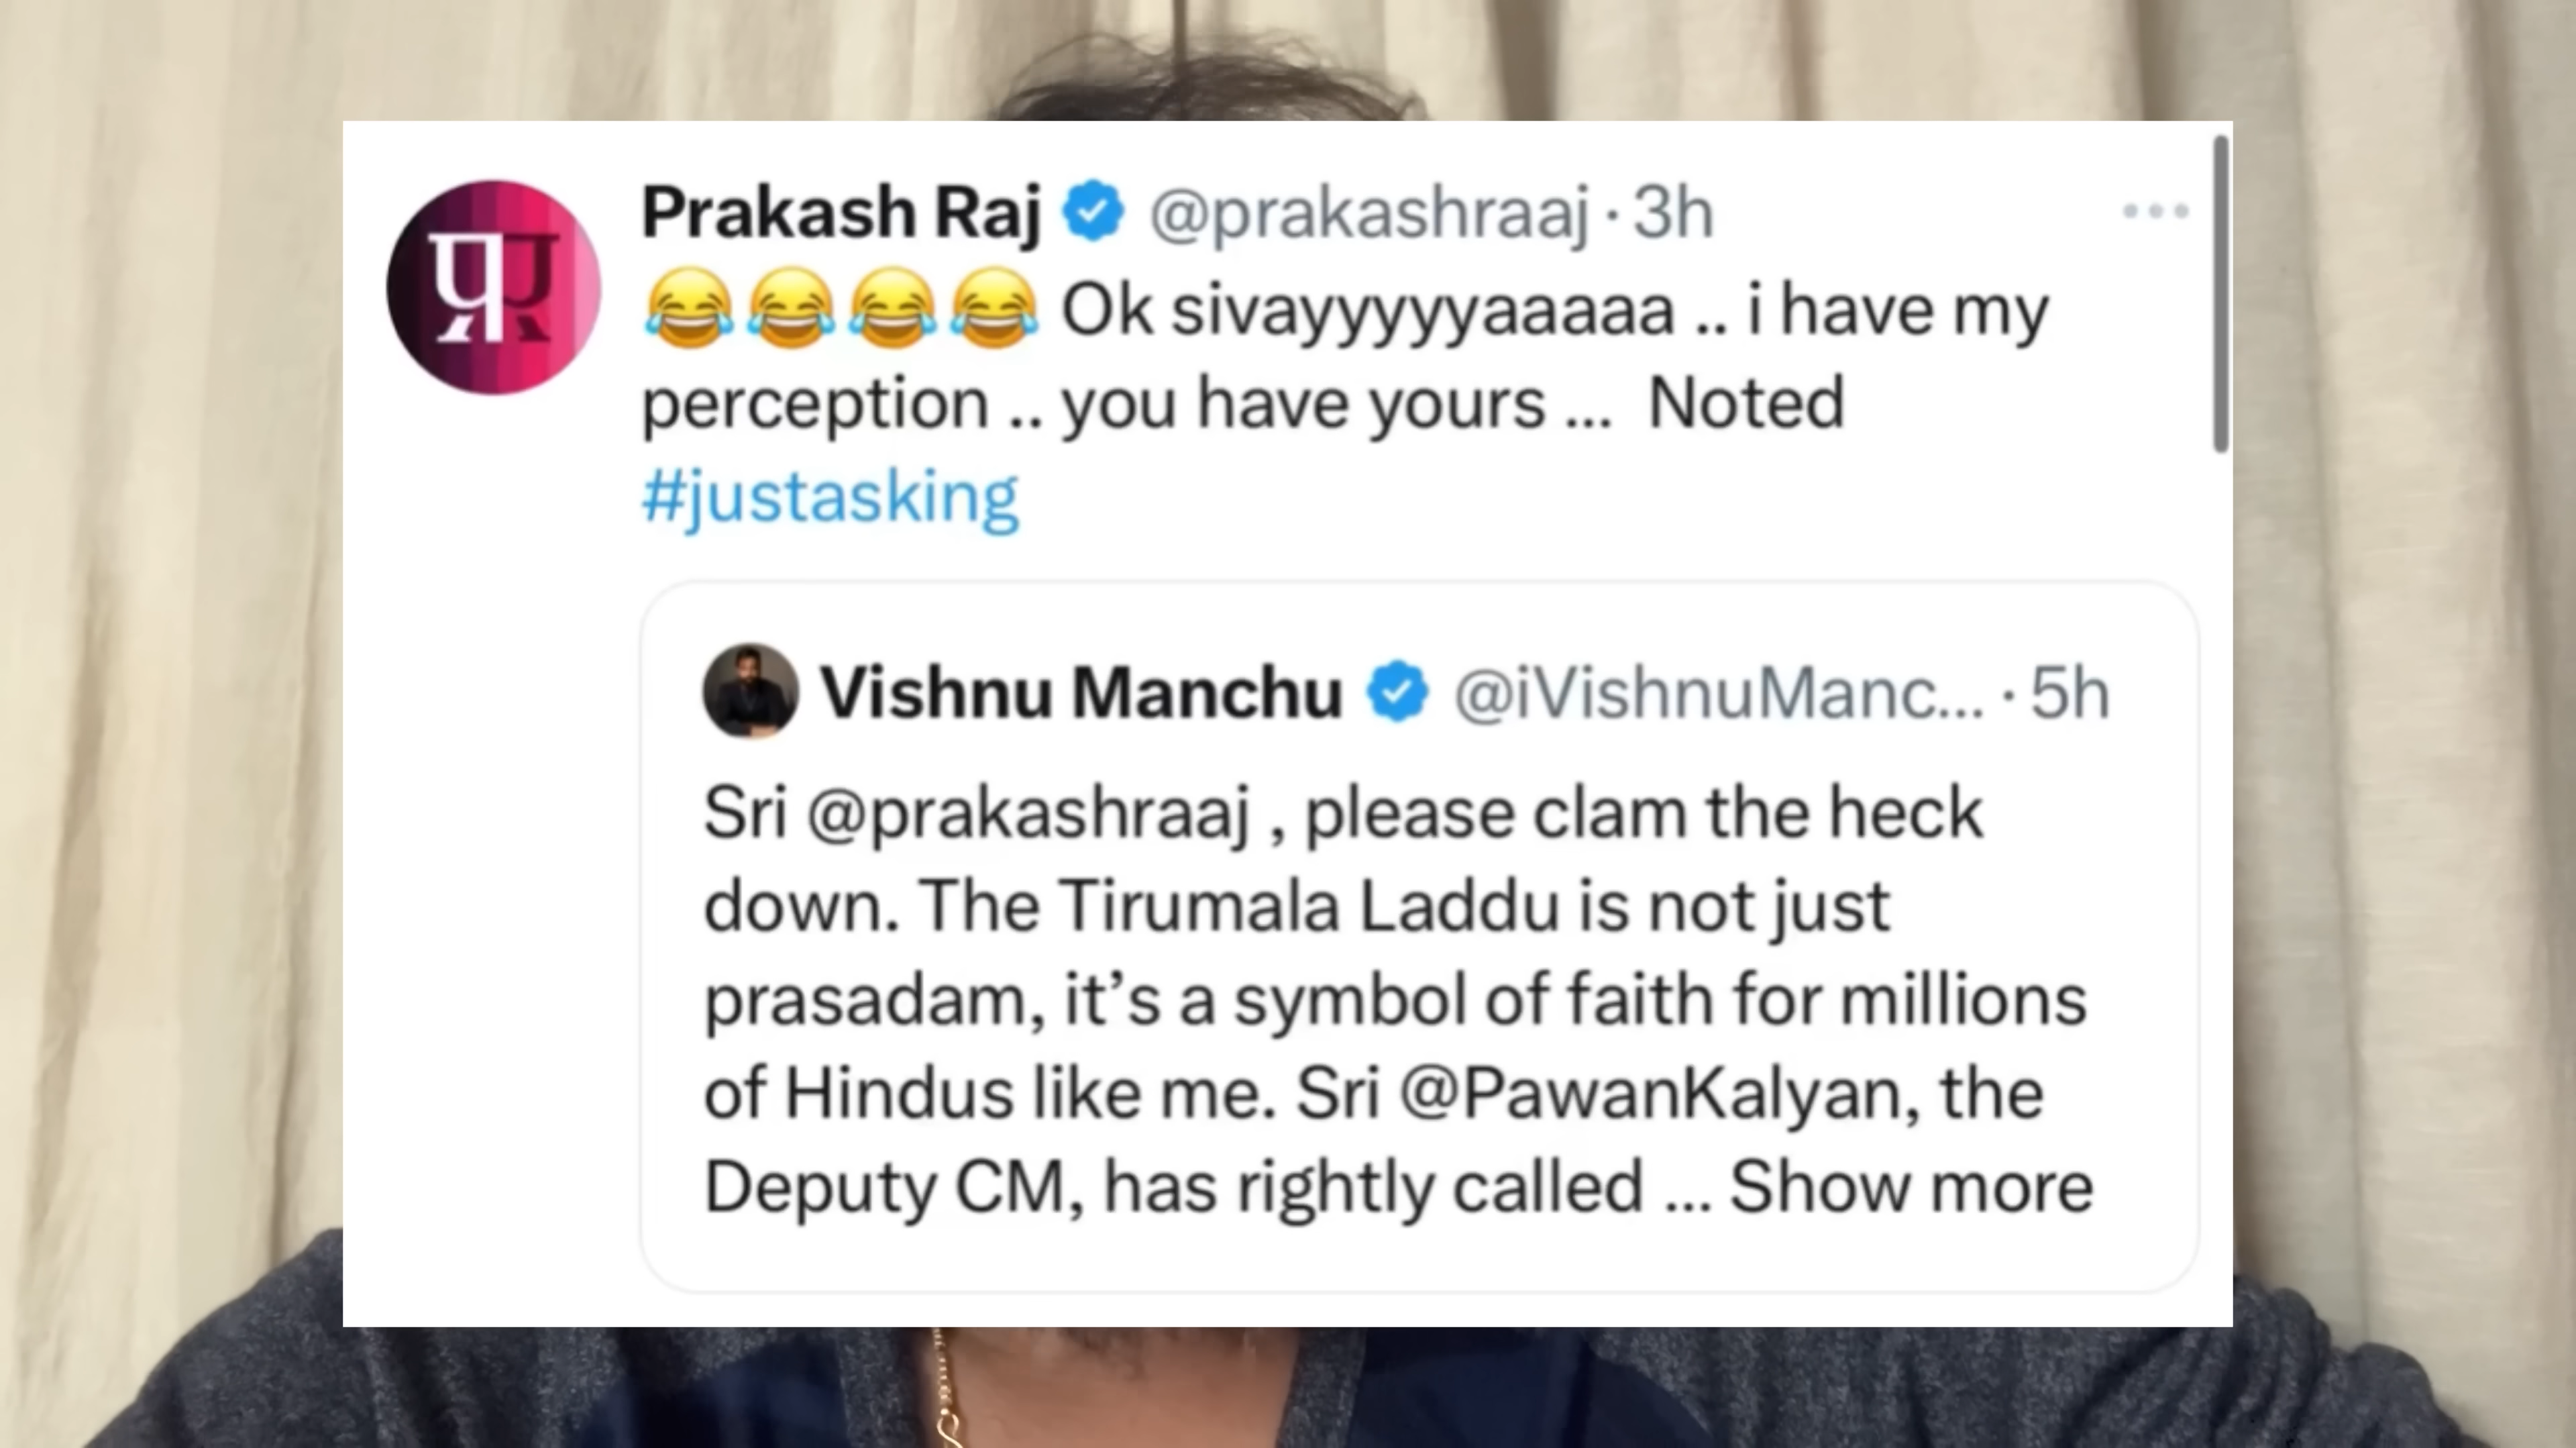 Prakash Raj @prakashraaj · 3h
😂😂😂😂 Ok sivayyyyyaaaaa .. i have my
perception .. you have yours ... Noted
#justasking
Vishnu Manchu @iVishnuManc... · 5h
Sri @prakashraaj , please clam the heck
down. The Tirumala Laddu is not just
prasadam, it’s a symbol of faith for millions
of Hindus like me. Sri @PawanKalyan, the
Deputy CM, has rightly called ... Show more